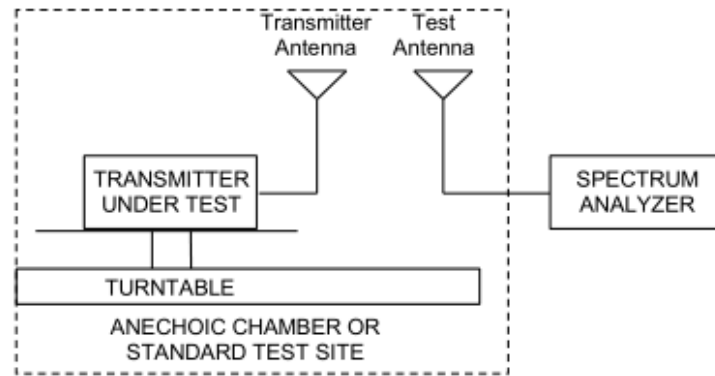 Transmitter
Antenna
Test
Antenna
TRANSMITTER
UNDER TEST
SPECTRUM
ANALYZER
TURNTABLE
ANECHOIC CHAMBER OR
STANDARD TEST SITE